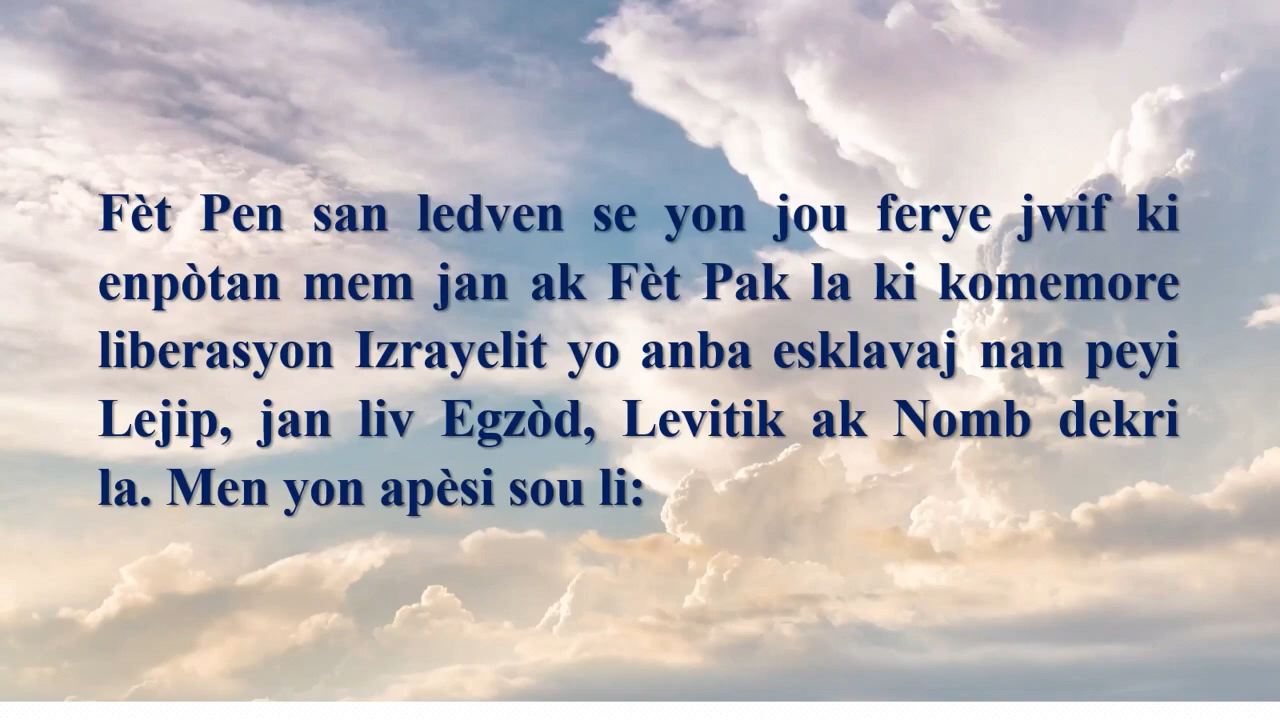 Fèt Pen san ledven se yon jou ferye jwif ki
enpòtan mem jan ak Fèt Pak la ki komemore
liberasyon Izrayelit yo anba esklavaj nan peyi
Lejip, jan liv Egzòd, Levitik ak Nomb dekri
la. Men yon apèsi sou li: